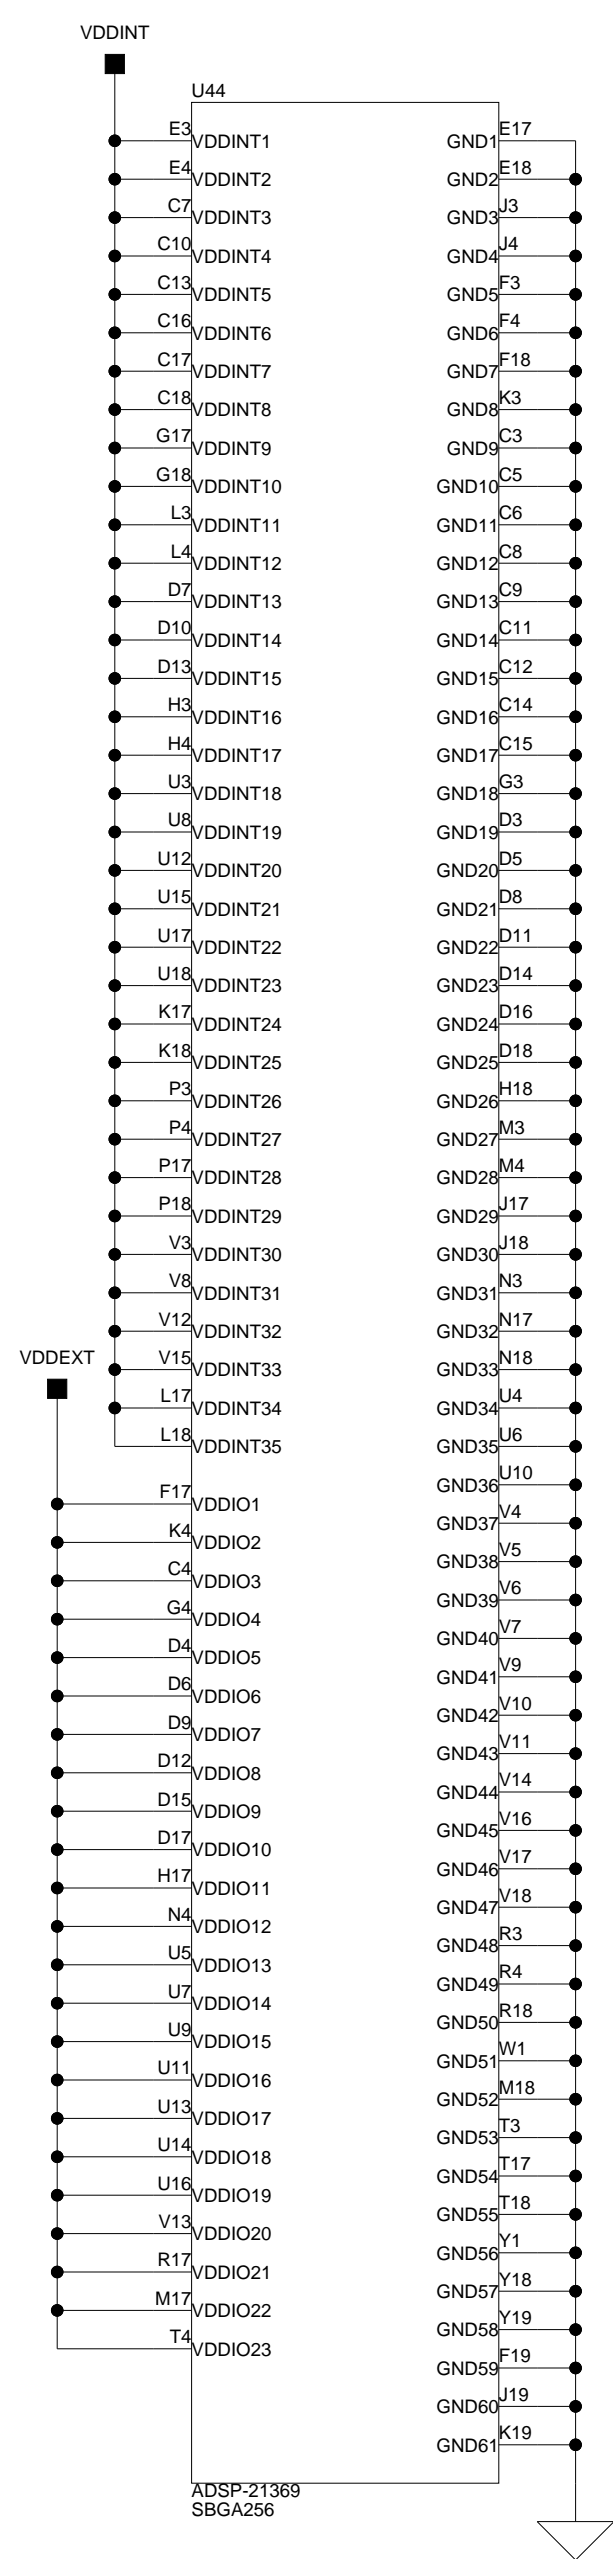 VDDINT
U44
E3 VDDINT1 GND1 E17
E4 VDDINT2 GND2 E18
C7 VDDINT3 GND3 J3
C10 VDDINT4 GND4 J4
C13 VDDINT5 GND5 F3
C16 VDDINT6 GND6 F4
C17 VDDINT7 GND7 F18
C18 VDDINT8 GND8 K3
G17 VDDINT9 GND9 C3
G18 VDDINT10 GND10 C5
L3 VDDINT11 GND11 C6
L4 VDDINT12 GND12 C8
D7 VDDINT13 GND13 C9
D10 VDDINT14 GND14 C11
D13 VDDINT15 GND15 C12
H3 VDDINT16 GND16 C14
H4 VDDINT17 GND17 C15
U3 VDDINT18 GND18 G3
U8 VDDINT19 GND19 D3
U12 VDDINT20 GND20 D5
U15 VDDINT21 GND21 D8
U17 VDDINT22 GND22 D11
U18 VDDINT23 GND23 D14
K17 VDDINT24 GND24 D16
K18 VDDINT25 GND25 D18
P3 VDDINT26 GND26 H18
P4 VDDINT27 GND27 M3
P17 VDDINT28 GND28 M4
P18 VDDINT29 GND29 J17
V3 VDDINT30 GND30 J18
V8 VDDINT31 GND31 N3
V12 VDDINT32 GND32 N17
VDDEXT
V15 VDDINT33 GND33 N18
L17 VDDINT34 GND34 U4
L18 VDDINT35 GND35 U6
GND36 U10
F17 VDDIO1 GND37 V4
K4 VDDIO2 GND38 V5
C4 VDDIO3 GND39 V6
G4 VDDIO4 GND40 V7
D4 VDDIO5 GND41 V9
D6 VDDIO6 GND42 V10
D9 VDDIO7 GND43 V11
D12 VDDIO8 GND44 V14
D15 VDDIO9 GND45 V16
D17 VDDIO10 GND46 V17
H17 VDDIO11 GND47 V18
N4 VDDIO12 GND48 R3
U5 VDDIO13 GND49 R4
U7 VDDIO14 GND50 R18
U9 VDDIO15 GND51 W1
U11 VDDIO16 GND52 M18
U13 VDDIO17 GND53 T3
U14 VDDIO18 GND54 T17
U16 VDDIO19 GND55 T18
V13 VDDIO20 GND56 Y1
R17 VDDIO21 GND57 Y18
M17 VDDIO22 GND58 Y19
T4 VDDIO23 GND59 F19
GND60 J19
GND61 K19
ADSP-21369
SBGA256